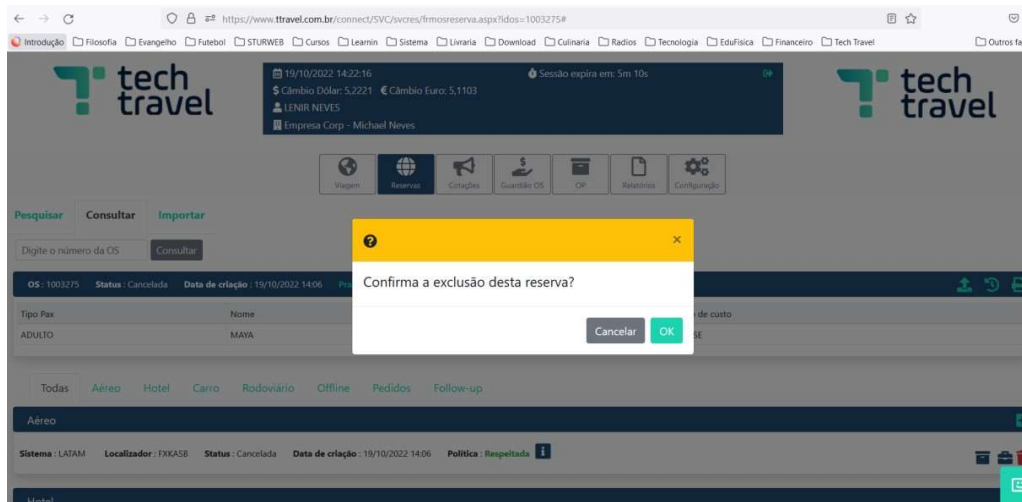 https://www.ttravel.com.br/connect/SVC/svcres/frmosreserva.aspx?idos=1003275#
Introdução Filosofia Evangelho Futebol STURWEB Cursos Learnin Sistema Livraria Download Culinaria Radios Tecnologia EduFisica Financeiro Tech Travel Outros fa
tech travel
19/10/2022 14:22:16 Sessão expira em: 5m 10s
$ Câmbio Dólar: 5,2221 € Câmbio Euro: 5,1103
LENIR NEVES
Empresa Corp - Michael Neves
tech travel
Viagem Reservas Cotações Guardião OS OP Relatórios Configuração
Pesquisar Consultar Importar
Digite o número da OS Consultar
Confirma a exclusão desta reserva?
Cancelar OK
OS : 1003275 Status : Cancelada Data de criação : 19/10/2022 14:06 Pra
Tipo Pax Nome de custo
ADULTO MAYA SE
Todas Aéreo Hotel Carro Rodoviário Offline Pedidos Follow-up
Aéreo
Sistema : LATAM Localizador : FXKASB Status : Cancelada Data de criação : 19/10/2022 14:06 Política : Respeitada
Hotel